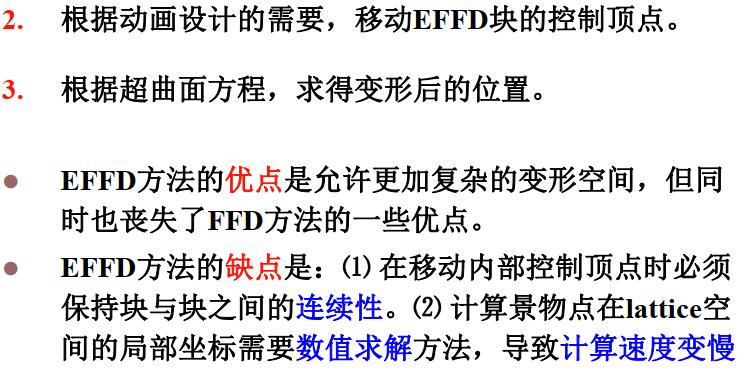 2. 根据动画设计的需要，移动EFFD块的控制顶点。
3. 根据超曲面方程，求得变形后的位置。
● EFFD方法的优点是允许更加复杂的变形空间，但同
时也丧失了FFD方法的一些优点。
● EFFD方法的缺点是：⑴ 在移动内部控制顶点时必须
保持块与块之间的连续性。⑵ 计算景物点在lattice空
间的局部坐标需要数值求解方法，导致计算速度变慢